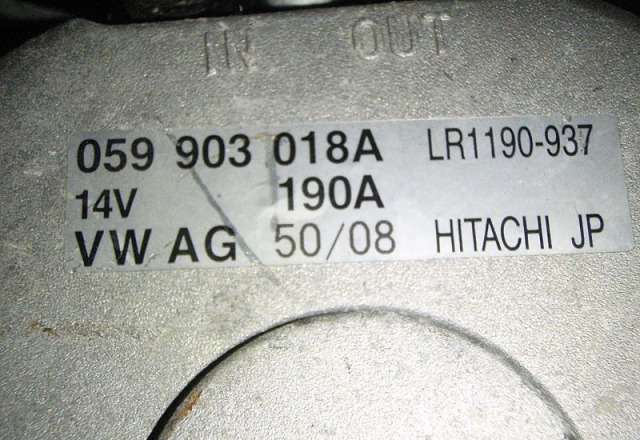 IN OUT
059 903 018A LR1190-937
14V 190A
VW AG 50/08 HITACHI JP